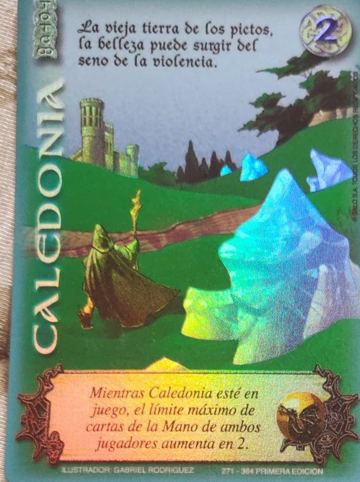 La vieja tierra de los pictos,
la belleza puede surgir del
seno de la violencia.
2
CALEDONIA
Mientras Caledonia esté en
juego, el límite máximo de
cartas de la Mano de ambos
jugadores aumenta en 2.
ILUSTRADOR: GABRIEL RODRIGUEZ
271 - 364 PRIMERA EDICION